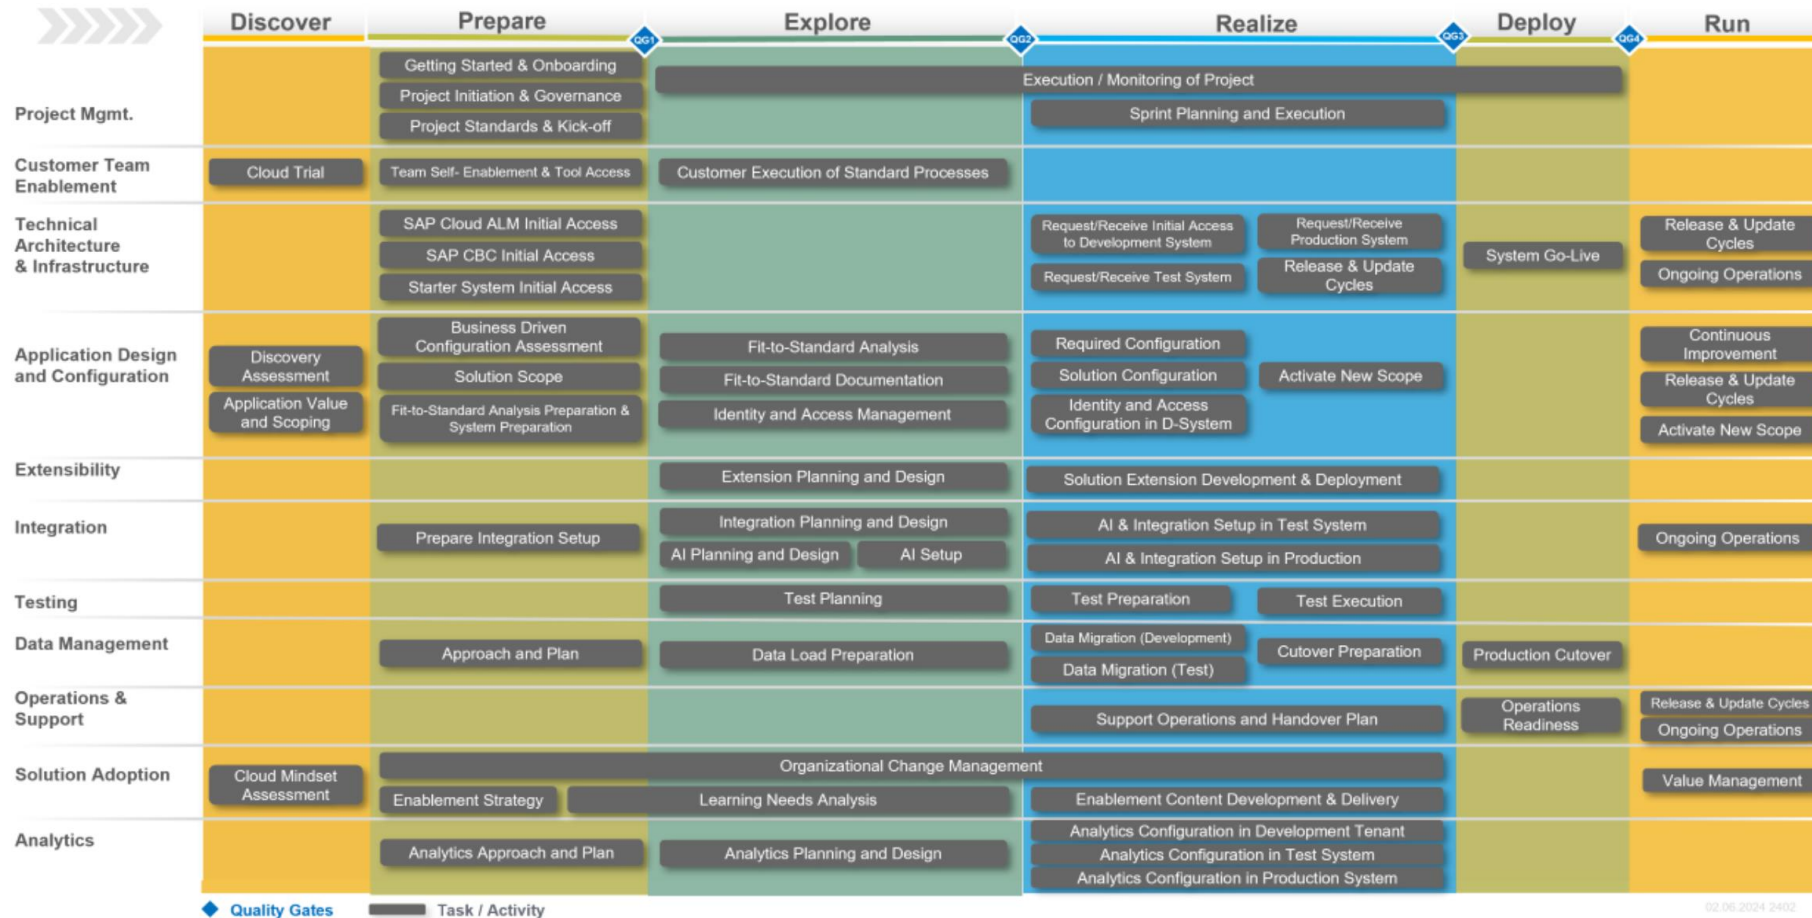 Discover
Prepare
Explore
Realize
Deploy
Run
QG1
QG2
QG3
QG4
Project Mgmt.
Getting Started & Onboarding
Project Initiation & Governance
Project Standards & Kick-off
Execution / Monitoring of Project
Sprint Planning and Execution
Customer Team
Enablement
Cloud Trial
Team Self- Enablement & Tool Access
Customer Execution of Standard Processes
Technical
Architecture
& Infrastructure
SAP Cloud ALM Initial Access
SAP CBC Initial Access
Starter System Initial Access
Request/Receive Initial Access
to Development System
Request/Receive Test System
Request/Receive
Production System
Release & Update
Cycles
System Go-Live
Release & Update
Cycles
Ongoing Operations
Application Design
and Configuration
Discovery
Assessment
Application Value
and Scoping
Business Driven
Configuration Assessment
Solution Scope
Fit-to-Standard Analysis Preparation &
System Preparation
Fit-to-Standard Analysis
Fit-to-Standard Documentation
Identity and Access Management
Required Configuration
Solution Configuration
Identity and Access
Configuration in D-System
Activate New Scope
Continuous
Improvement
Release & Update
Cycles
Activate New Scope
Extensibility
Extension Planning and Design
Solution Extension Development & Deployment
Integration
Prepare Integration Setup
Integration Planning and Design
AI Planning and Design
AI Setup
AI & Integration Setup in Test System
AI & Integration Setup in Production
Ongoing Operations
Testing
Test Planning
Test Preparation
Test Execution
Data Management
Approach and Plan
Data Load Preparation
Data Migration (Development)
Data Migration (Test)
Cutover Preparation
Production Cutover
Operations &
Support
Support Operations and Handover Plan
Operations
Readiness
Release & Update Cycles
Ongoing Operations
Solution Adoption
Cloud Mindset
Assessment
Organizational Change Management
Enablement Strategy
Learning Needs Analysis
Enablement Content Development & Delivery
Value Management
Analytics
Analytics Approach and Plan
Analytics Planning and Design
Analytics Configuration in Development Tenant
Analytics Configuration in Test System
Analytics Configuration in Production System
Quality Gates
Task / Activity
02.06.2024 2402